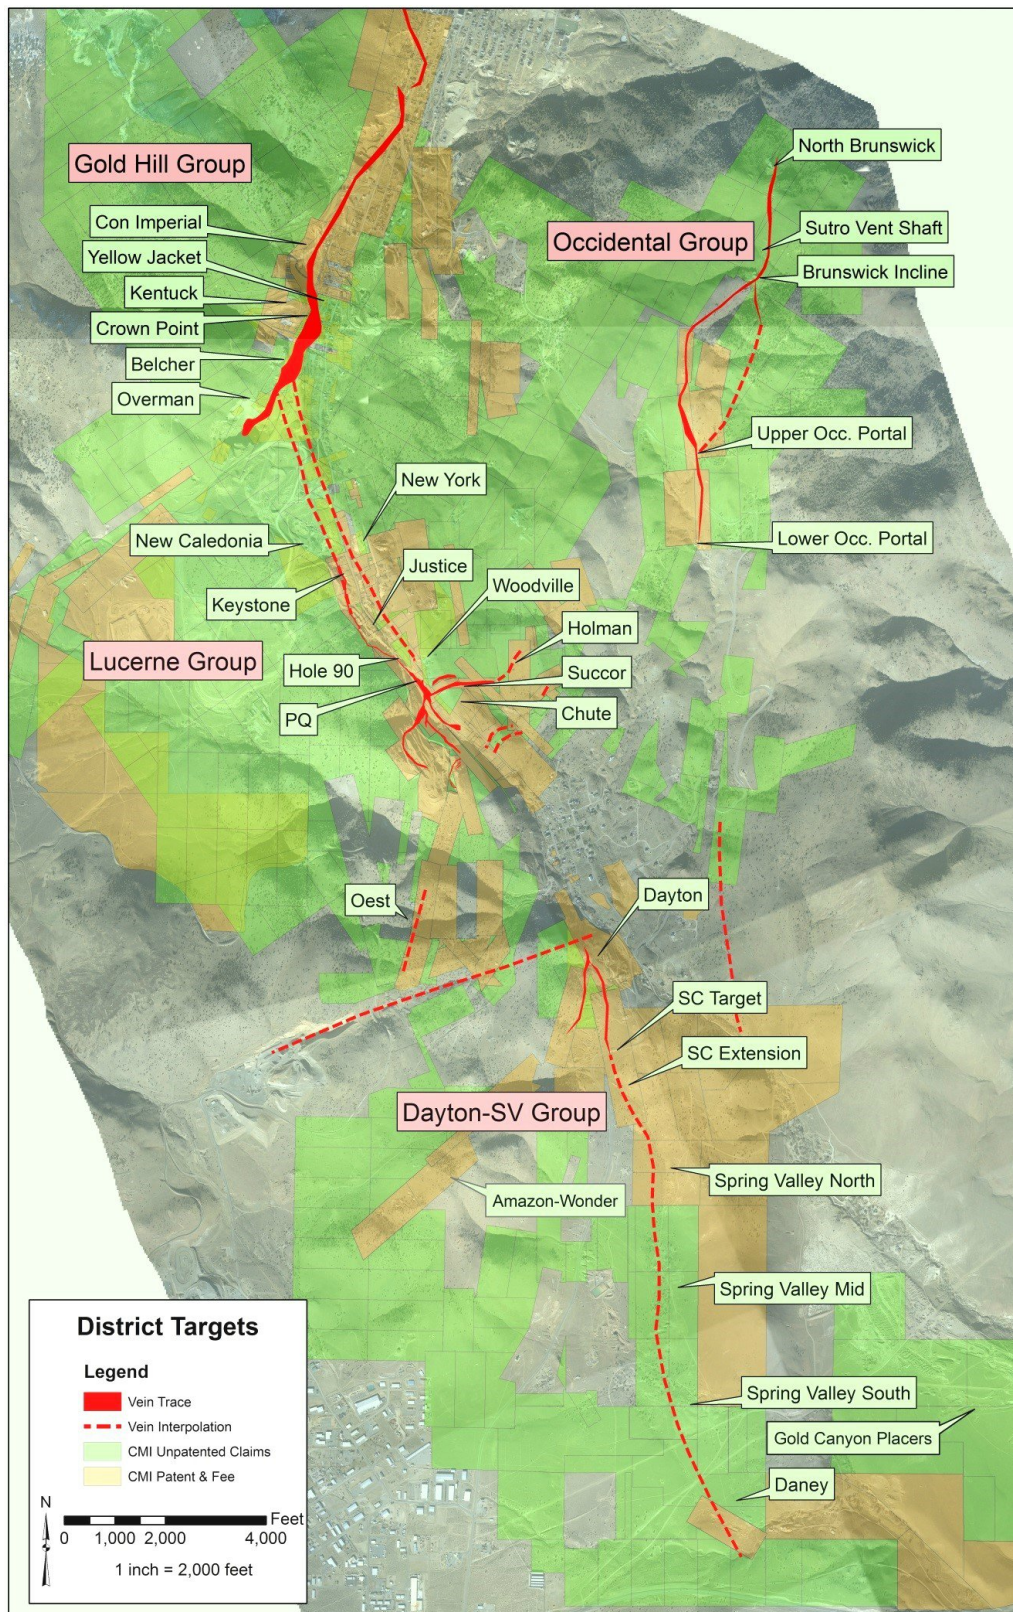 North Brunswick
Gold Hill Group
Con Imperial
Sutro Vent Shaft
Occidental Group
Yellow Jacket
Brunswick Incline
Kentuck
Crown Point
Belcher
Overman
Upper Occ. Portal
New York
New Caledonia
Lower Occ. Portal
Justice
Keystone
Woodville
Holman
Lucerne Group
Hole 90
Succor
PQ
Chute
Oest
Dayton
SC Target
SC Extension
Dayton-SV Group
Spring Valley North
Amazon-Wonder
Spring Valley Mid
Spring Valley South
Gold Canyon Placers
Daney
District Targets
Legend
Vein Trace
Vein Interpolation
CMI Unpatented Claims
CMI Patent & Fee
N
Feet
0 1,000 2,000 4,000
1 inch = 2,000 feet